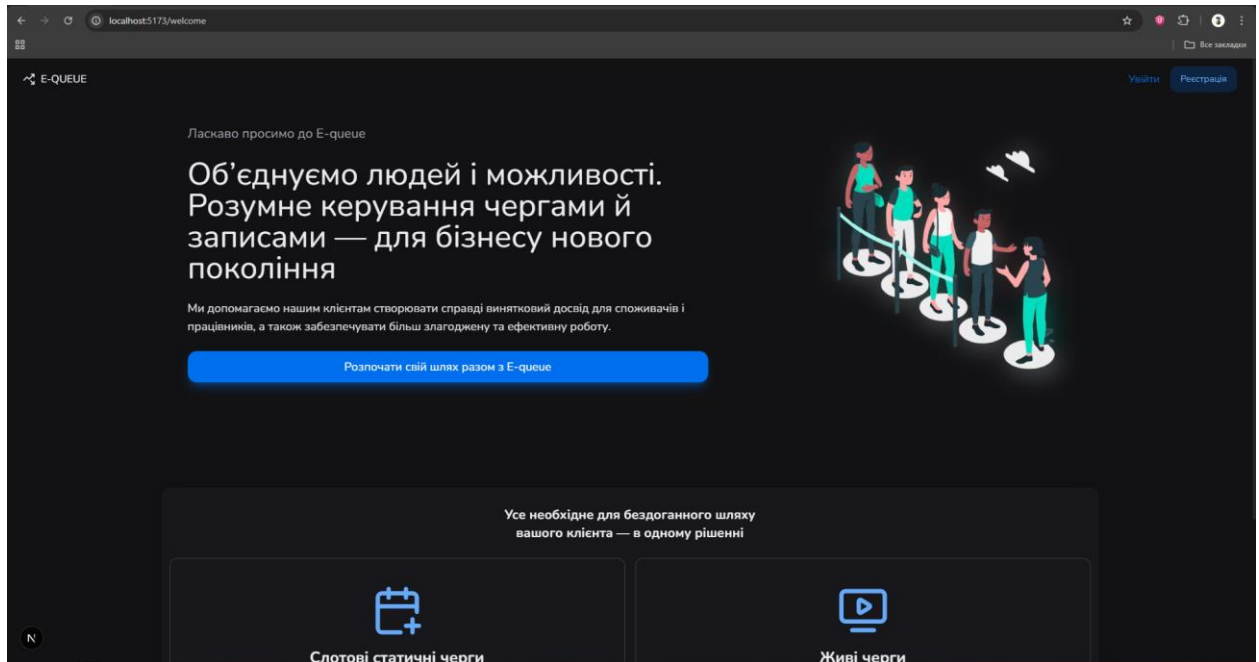 localhost:5173/welcome
Все закладки
E-QUEUE
Увійти
Реєстрація
Ласкаво просимо до E-queue
Об’єднуємо людей і можливості.
Розумне керування чергами й
записами — для бізнесу нового
покоління
Ми допомагаємо нашим клієнтам створювати справді винятковий досвід для споживачів і
працівників, а також забезпечувати більш злагоджену та ефективну роботу.
Розпочати свій шлях разом з E-queue
Усе необхідне для бездоганного шляху
вашого клієнта — в одному рішенні
Слотові статичні черги
Живі черги
N